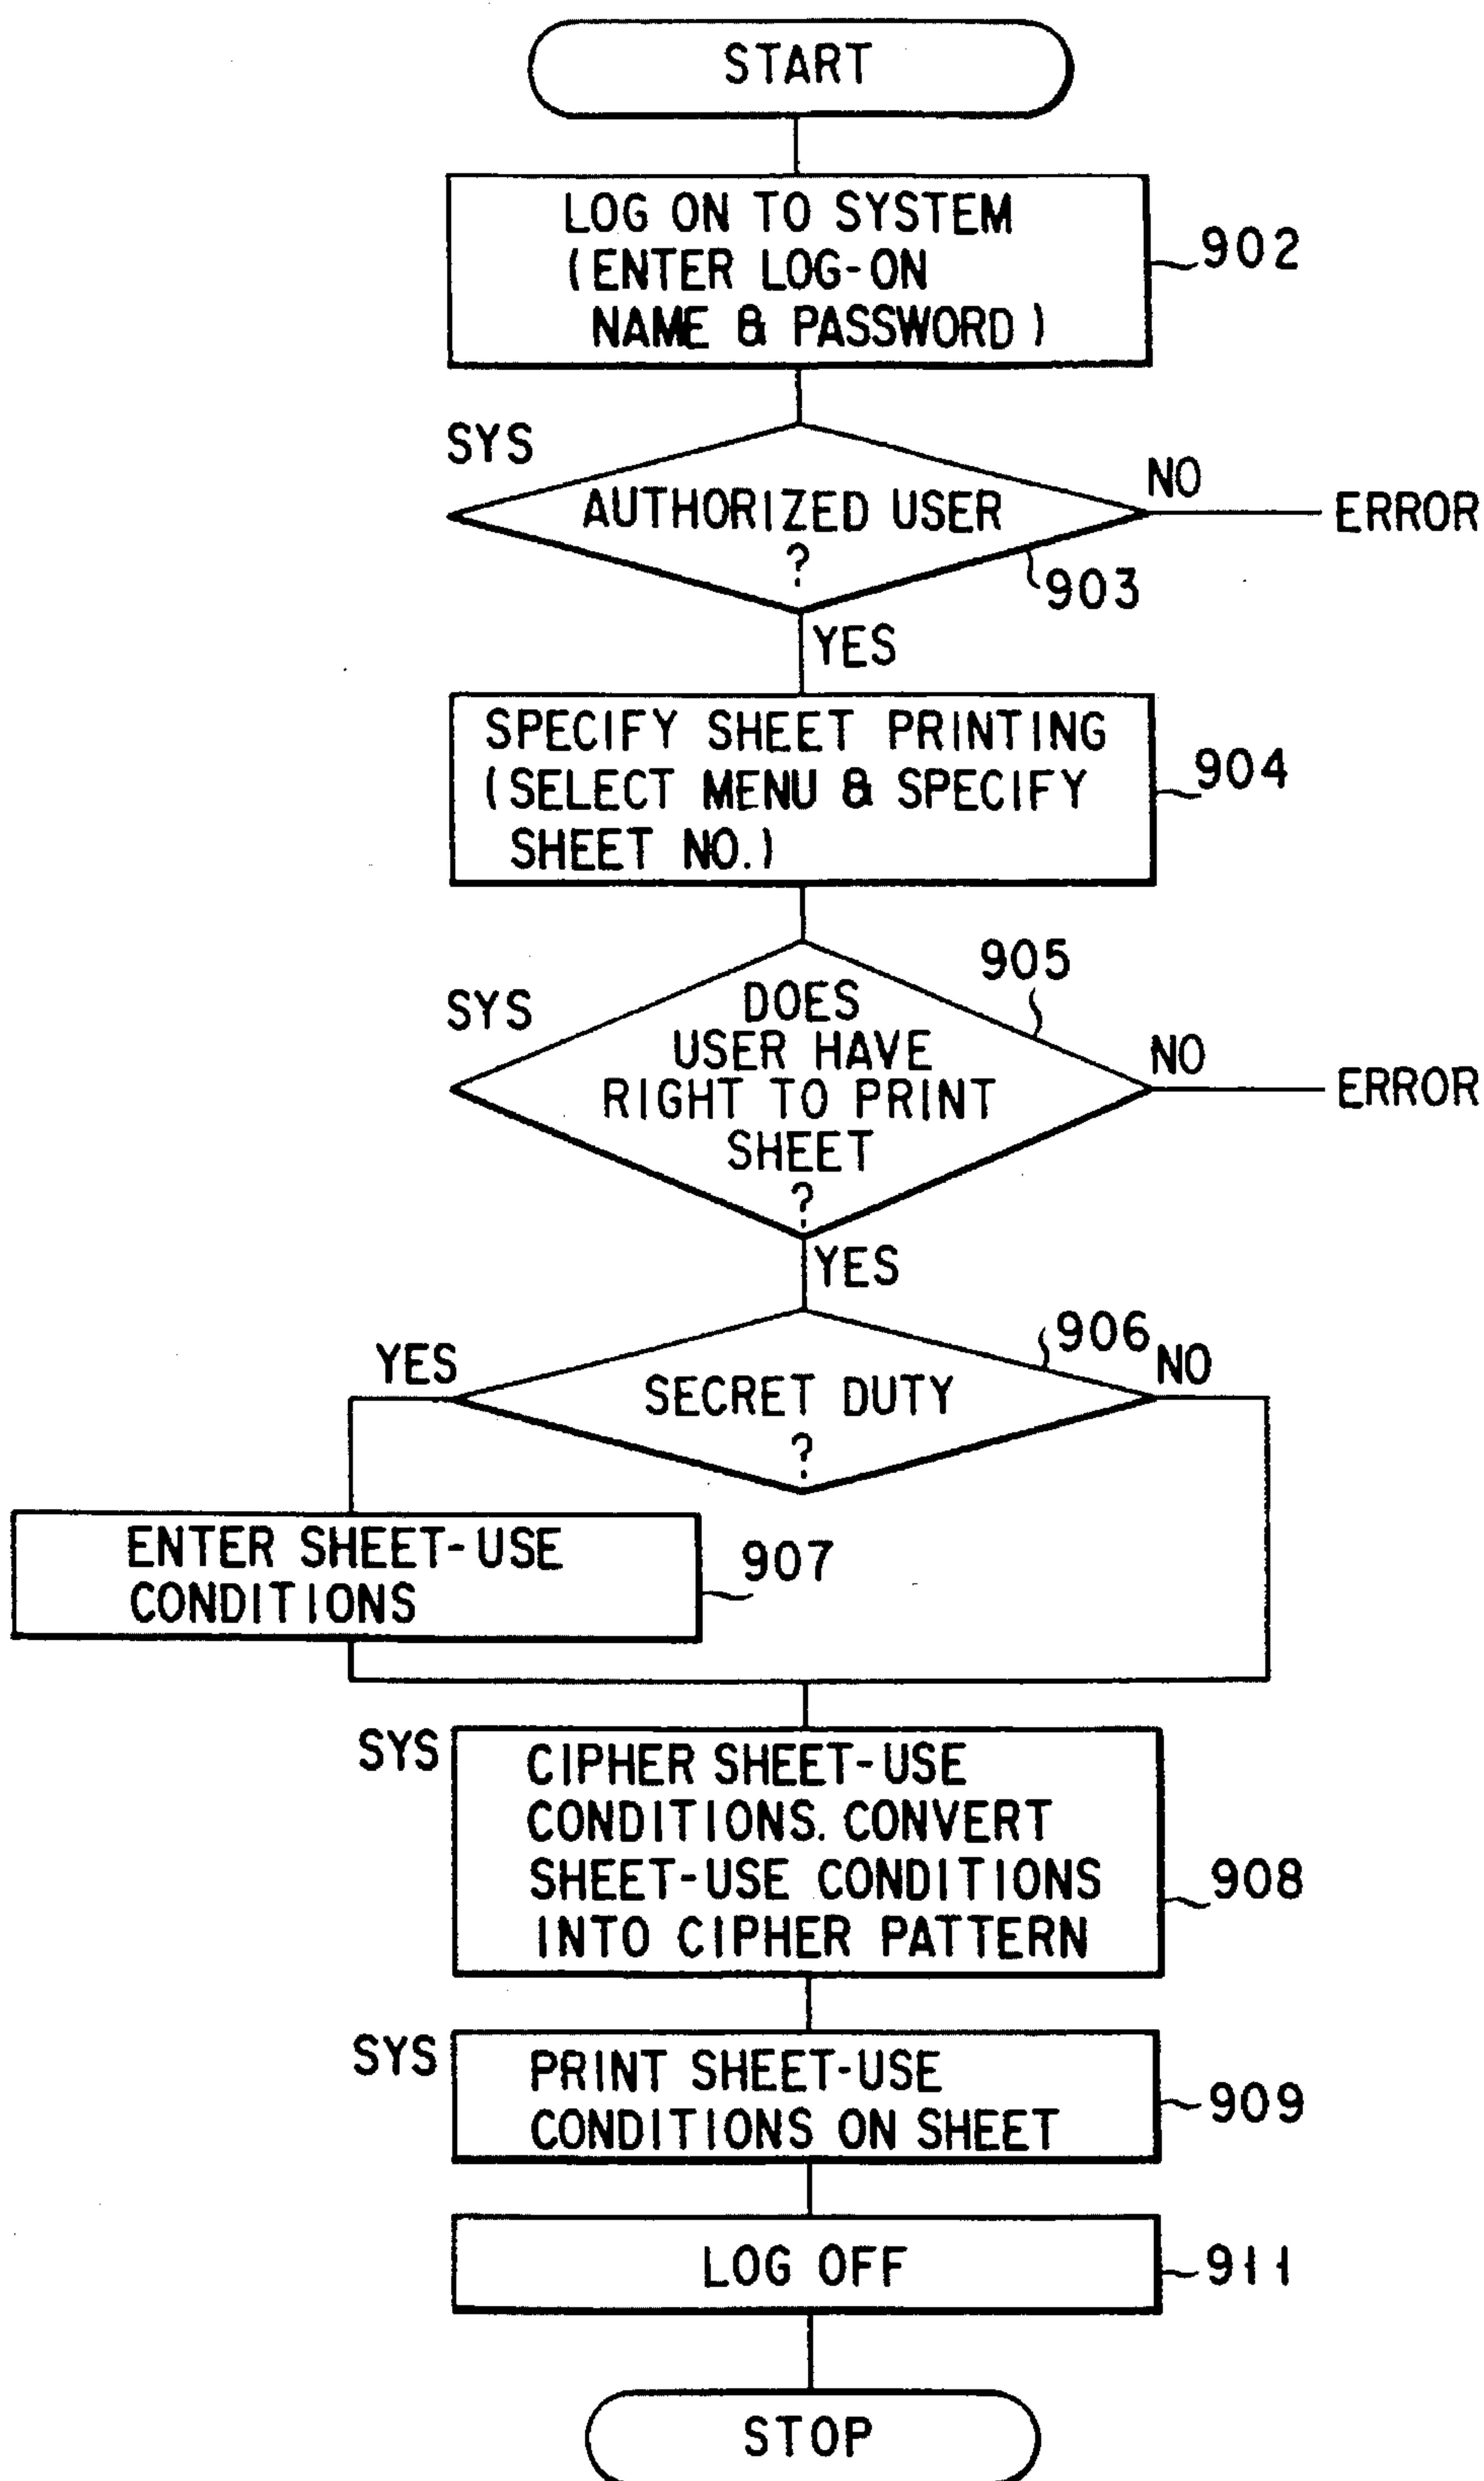 START
LOG ON TO SYSTEM
(ENTER LOG-ON
NAME & PASSWORD)
902
SYS
AUTHORIZED USER
?
NO
ERROR
903
YES
SPECIFY SHEET PRINTING
(SELECT MENU & SPECIFY
SHEET NO.)
904
905
SYS
DOES
USER HAVE
RIGHT TO PRINT
SHEET
?
NO
ERROR
YES
906
YES
SECRET DUTY
?
NO
ENTER SHEET-USE
CONDITIONS
907
SYS
CIPHER SHEET-USE
CONDITIONS. CONVERT
SHEET-USE CONDITIONS
INTO CIPHER PATTERN
908
SYS
PRINT SHEET-USE
CONDITIONS ON SHEET
909
LOG OFF
911
STOP